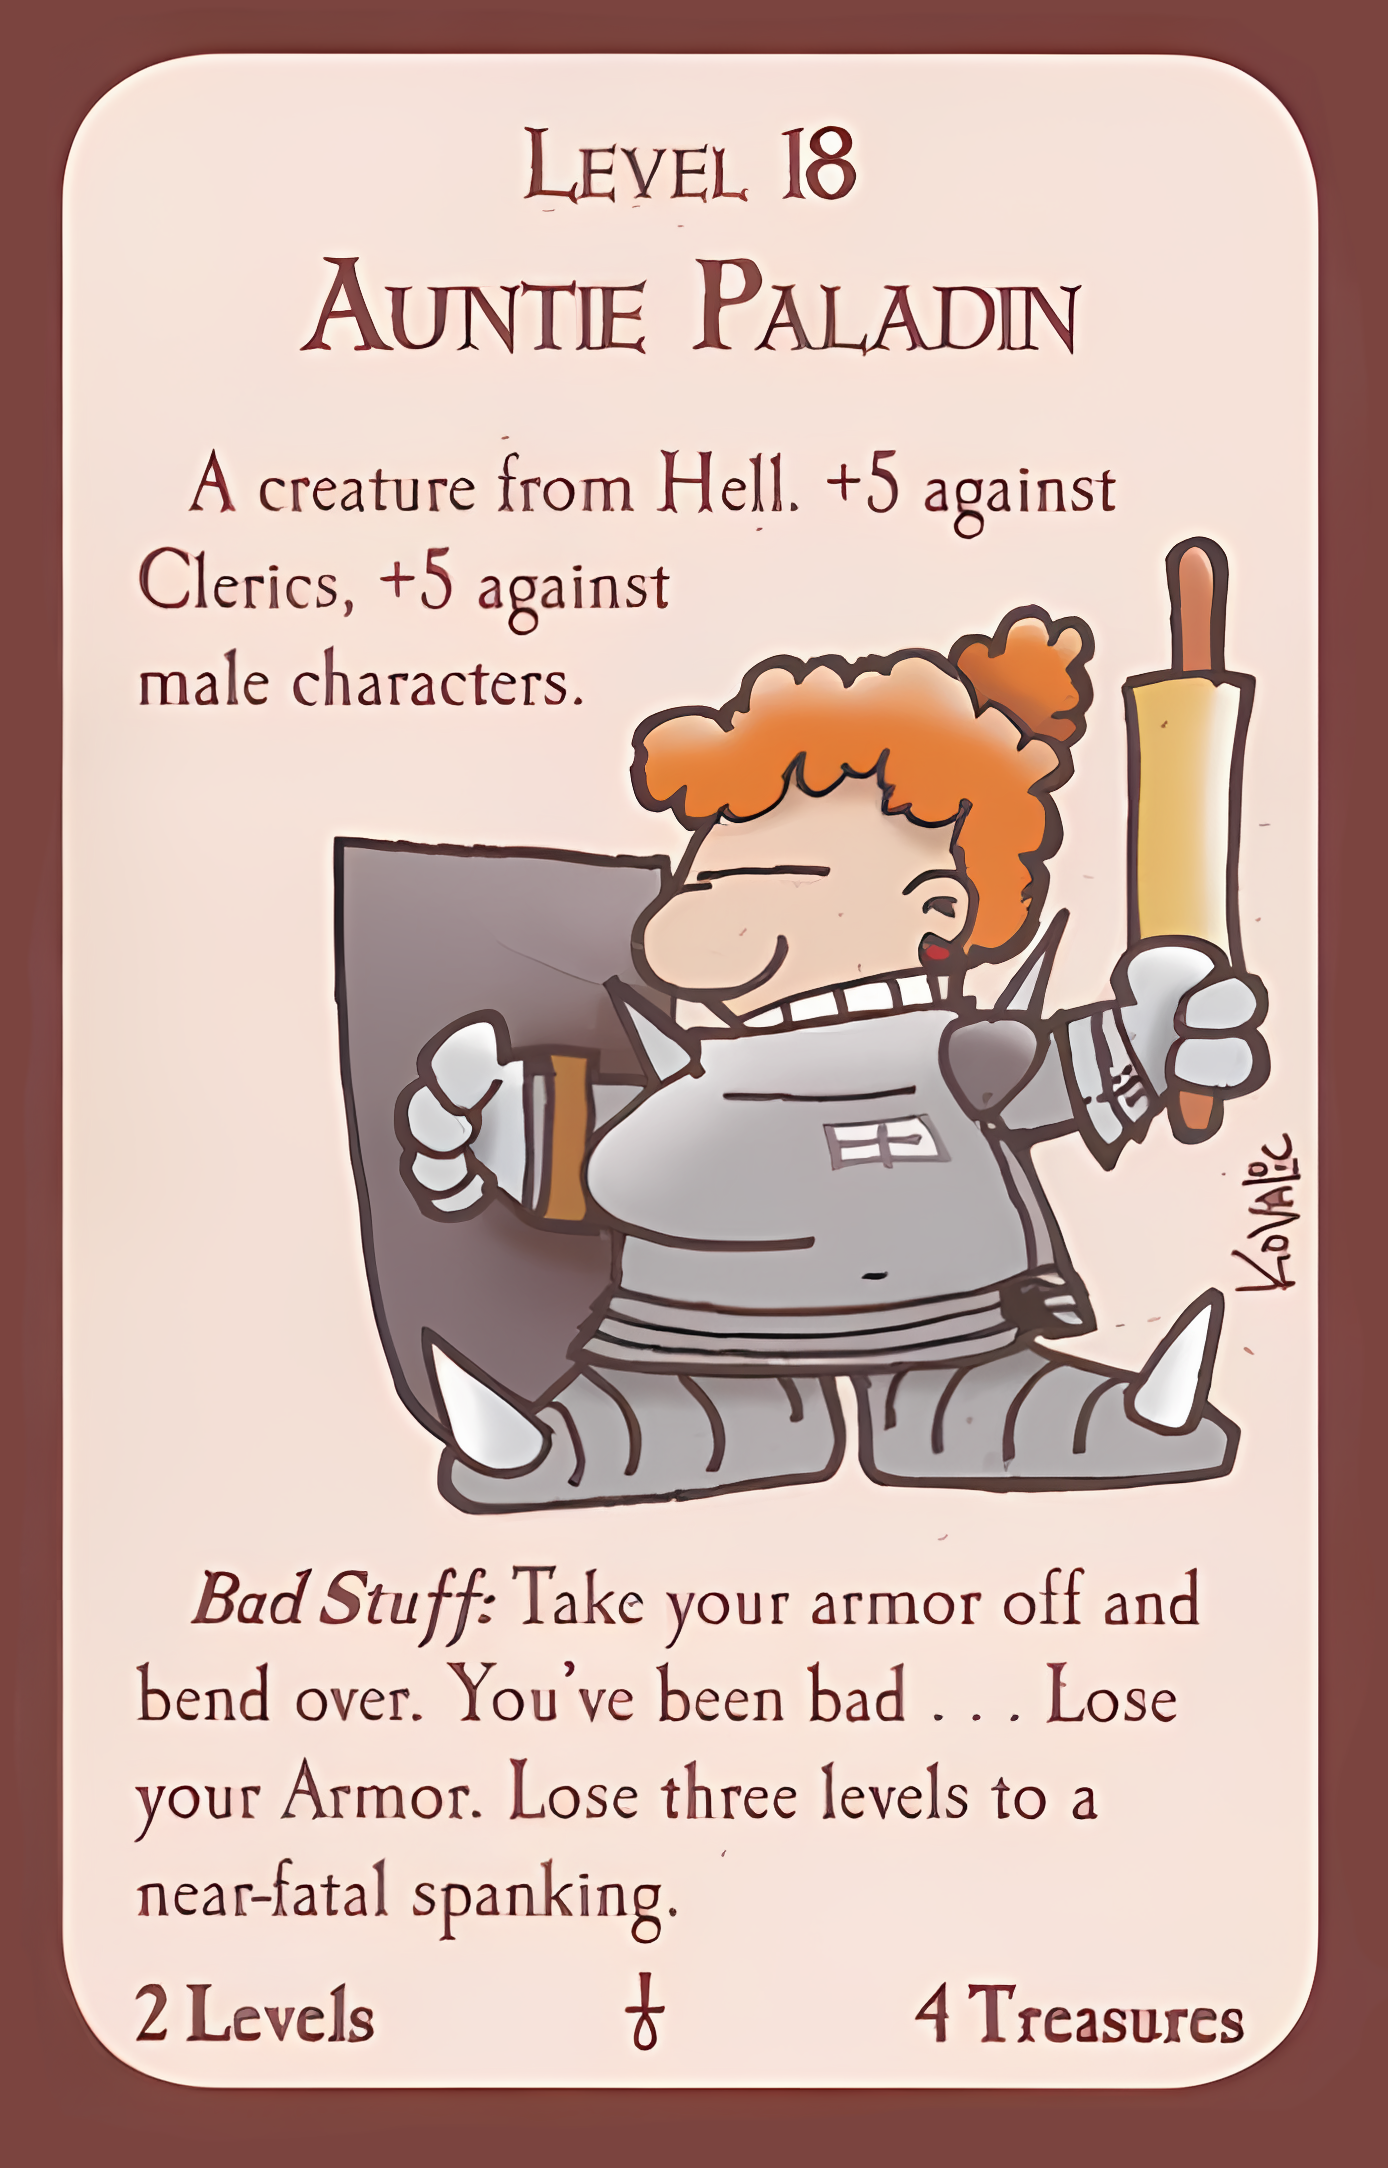 LEVEL 18
AUNTIE PALADIN
A creature from Hell. +5 against
Clerics, +5 against
male characters.
KOVALIC
Bad Stuff: Take your armor off and
bend over. You've been bad . . . Lose
your Armor. Lose three levels to a
near-fatal spanking.
2 Levels 4 Treasures